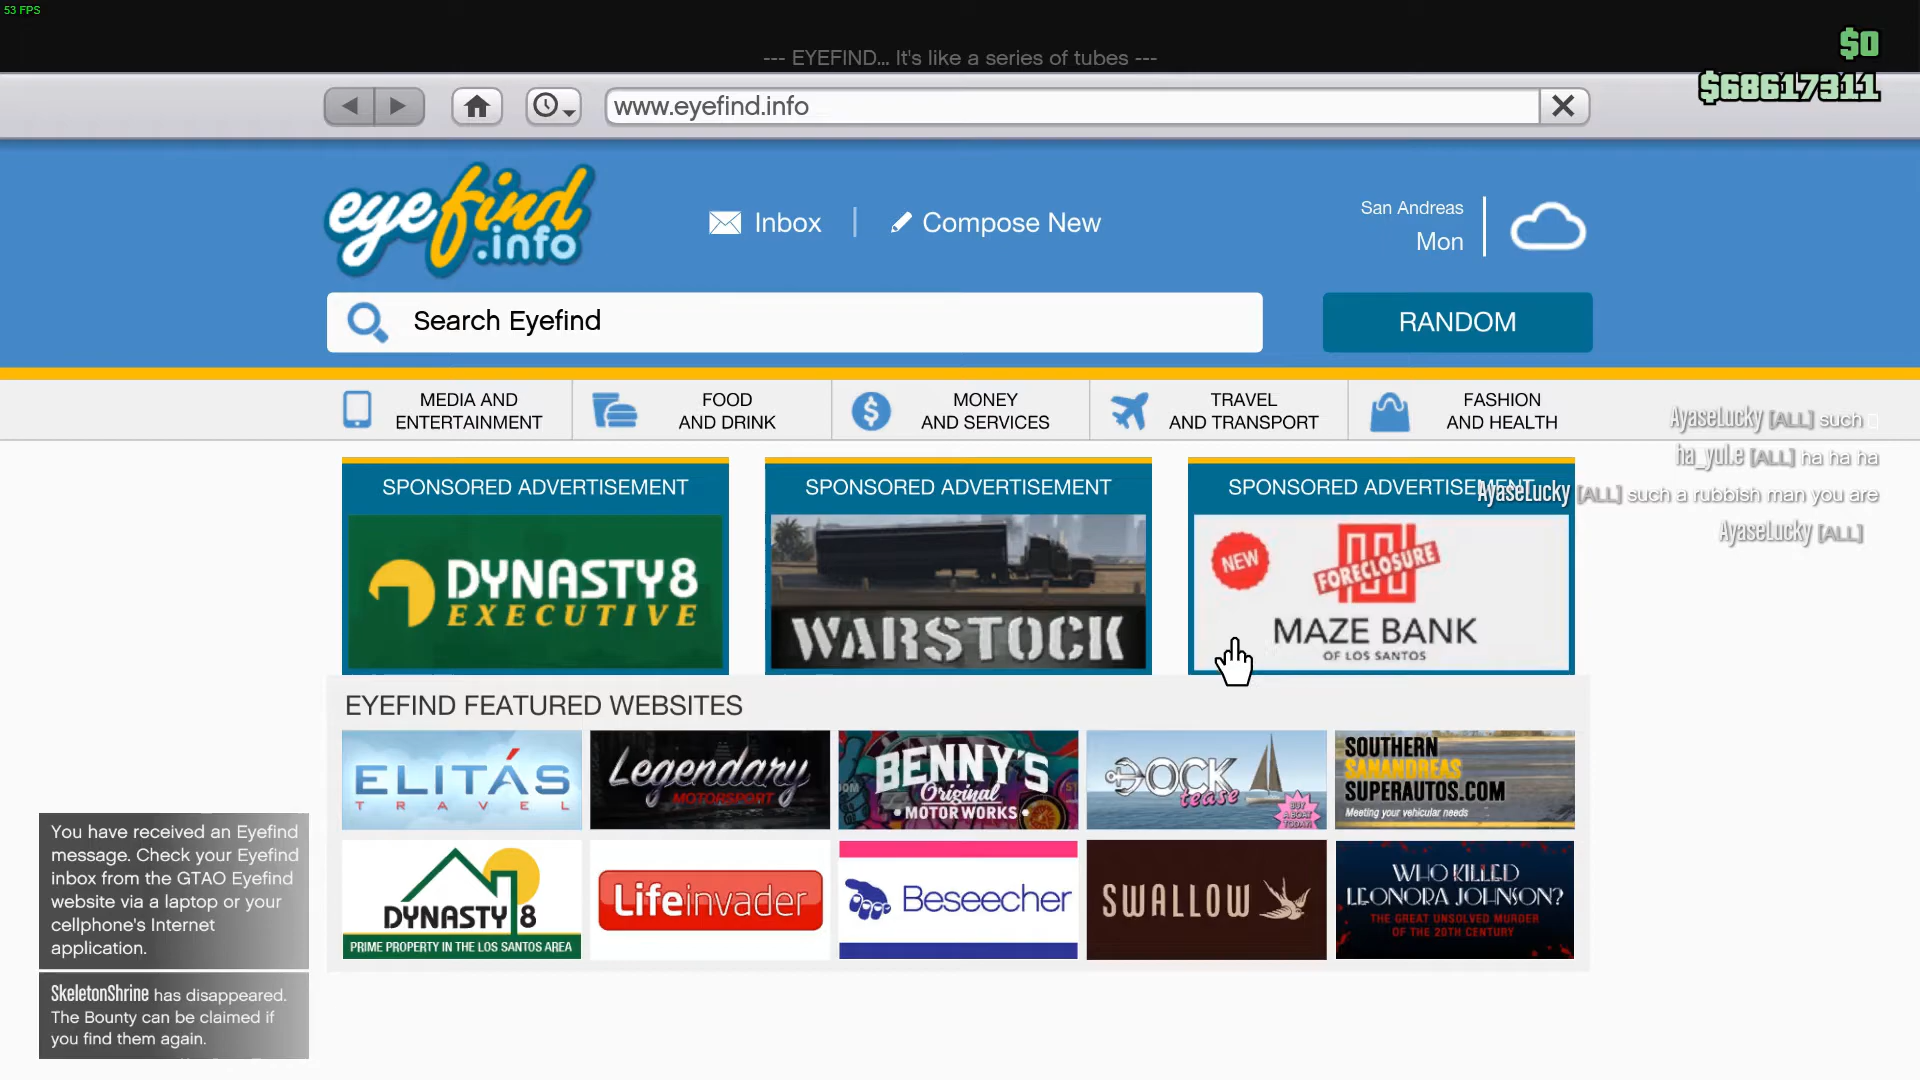 53 FPS
--- EYEFIND... It's like a series of tubes ---
$0
$68617311
www.eyefind.info
eyefind
.info
Inbox
Compose New
San Andreas
Mon
Search Eyefind
RANDOM
MEDIA AND
ENTERTAINMENT
FOOD
AND DRINK
MONEY
AND SERVICES
TRAVEL
AND TRANSPORT
FASHION
AND HEALTH
AyaseLucky [ALL] such
ha_yul.e [ALL] ha ha ha
AyaseLucky [ALL] such a rubbish man you are
AyaseLucky [ALL]
SPONSORED ADVERTISEMENT
DYNASTY8
EXECUTIVE
SPONSORED ADVERTISEMENT
WARSTOCK
SPONSORED ADVERTISEMENT
NEW
FORECLOSURE
MAZE BANK
OF LOS SANTOS
EYEFIND FEATURED WEBSITES
ELITÁS
TRAVEL
Legendary
MOTORSPORT
BENNY'S
Original
MOTOR WORKS
DOCK
tease
BUY
A BOAT
TODAY!
SOUTHERN
SANANDREAS
SUPERAUTOS.COM
Meeting your vehicular needs
DYNASTY 8
PRIME PROPERTY IN THE LOS SANTOS AREA
Lifeinvader
Beseecher
SWALLOW
WHO KILLED
LEONORA JOHNSON?
THE GREAT UNSOLVED MURDER
OF THE 20TH CENTURY
You have received an Eyefind
message. Check your Eyefind
inbox from the GTAO Eyefind
website via a laptop or your
cellphone's Internet
application.
SkeletonShrine has disappeared.
The Bounty can be claimed if
you find them again.